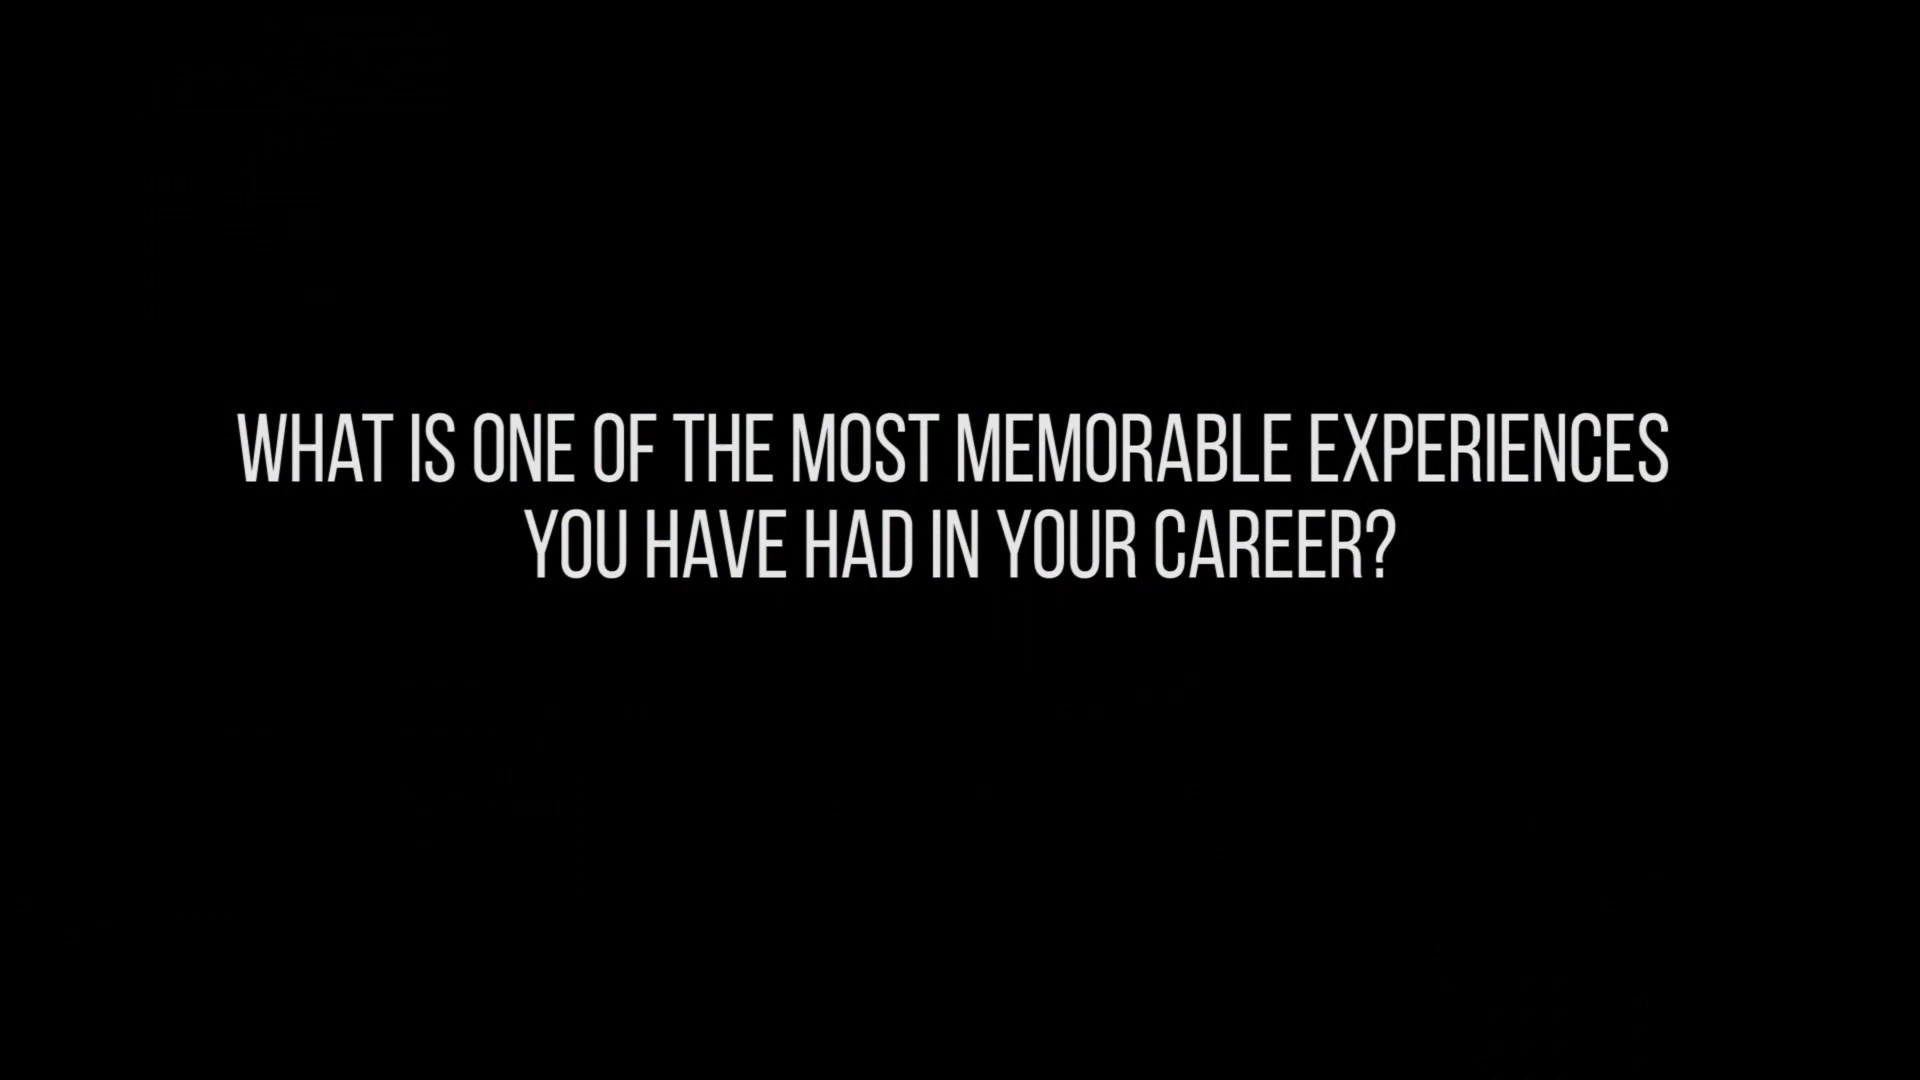 WHAT IS ONE OF THE MOST MEMORABLE EXPERIENCES
YOU HAVE HAD IN YOUR CAREER?